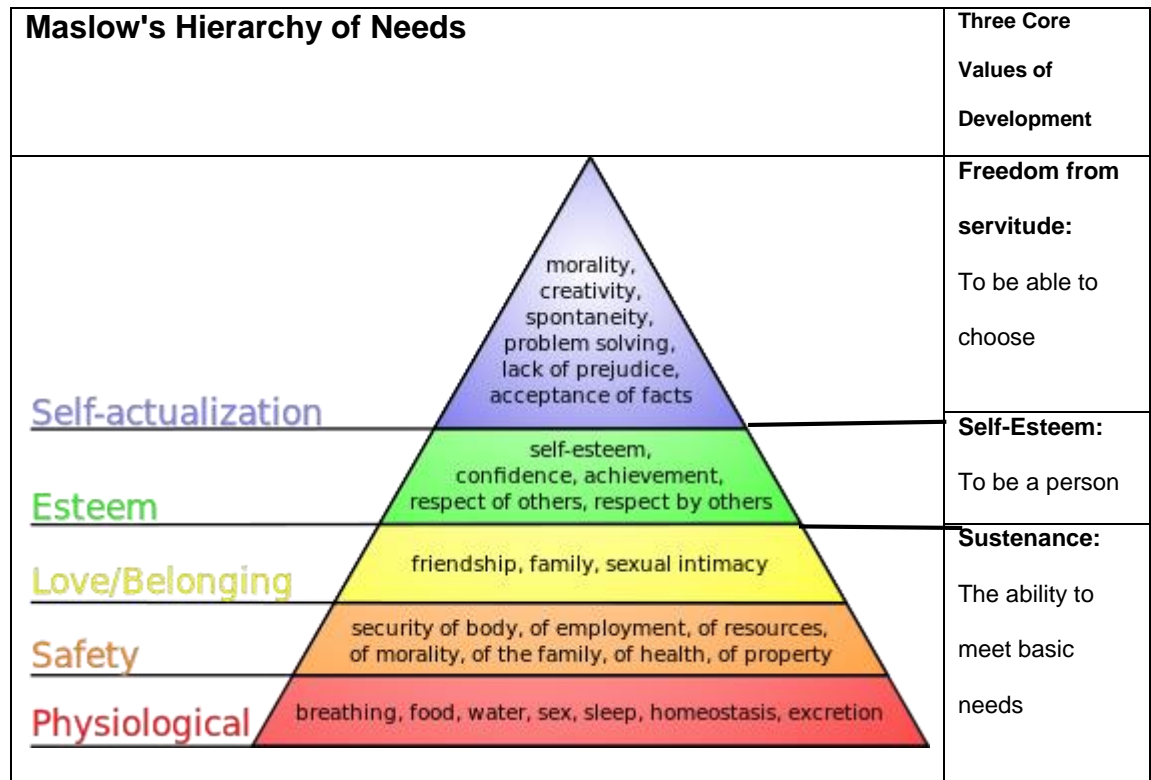 Maslow's Hierarchy of Needs
Three Core
Values of
Development
morality,
creativity,
spontaneity,
problem solving,
lack of prejudice,
acceptance of facts
Self-actualization
self-esteem,
confidence, achievement,
respect of others, respect by others
Esteem
friendship, family, sexual intimacy
Love/Belonging
security of body, of employment, of resources,
of morality, of the family, of health, of property
Safety
breathing, food, water, sex, sleep, homeostasis, excretion
Physiological
Freedom from
servitude:
To be able to
choose
Self-Esteem:
To be a person
Sustenance:
The ability to
meet basic
needs